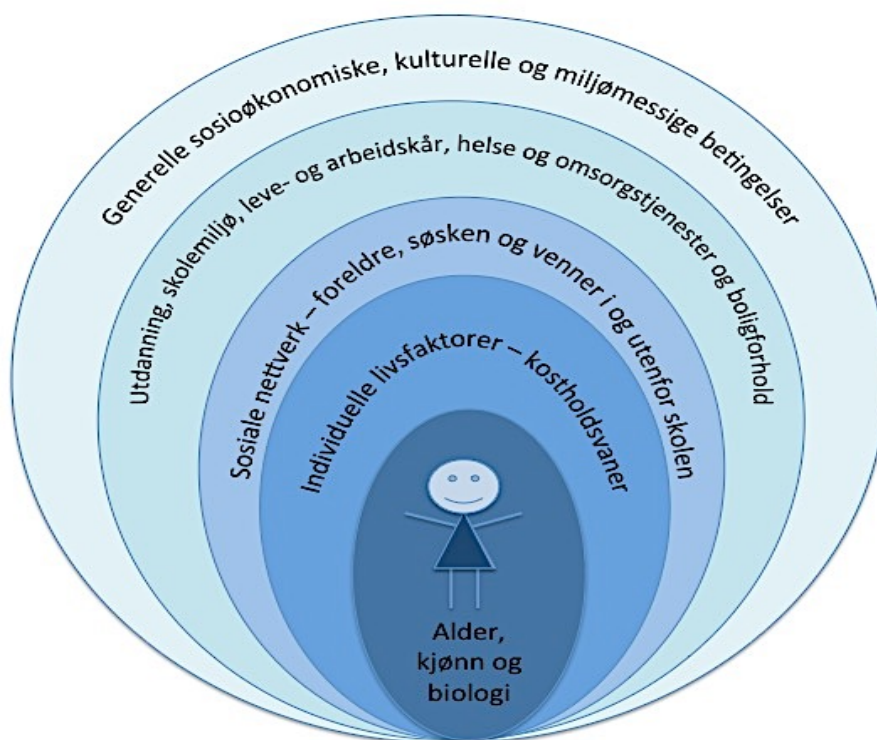 Generelle sosioøkonomiske, kulturelle og miljømessige betingelser
Utdanning, skolemiljø, leve- og arbeidskår, helse og omsorgstjenester og boligforhold
Sosiale nettverk – foreldre, søsken og venner i og utenfor skolen
Individuelle livsfaktorer – kostholdsvaner
Alder,
kjønn og
biologi